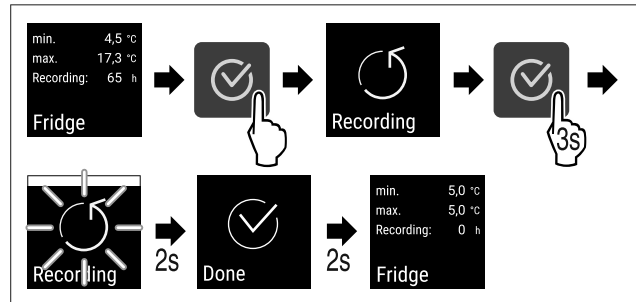 min. 4,5 °C
max. 17,3 °C
Recording: 65 h
Fridge
Recording
3s
Recording
2s
Done
2s
min. 5,0 °C
max. 5,0 °C
Recording: 0 h
Fridge